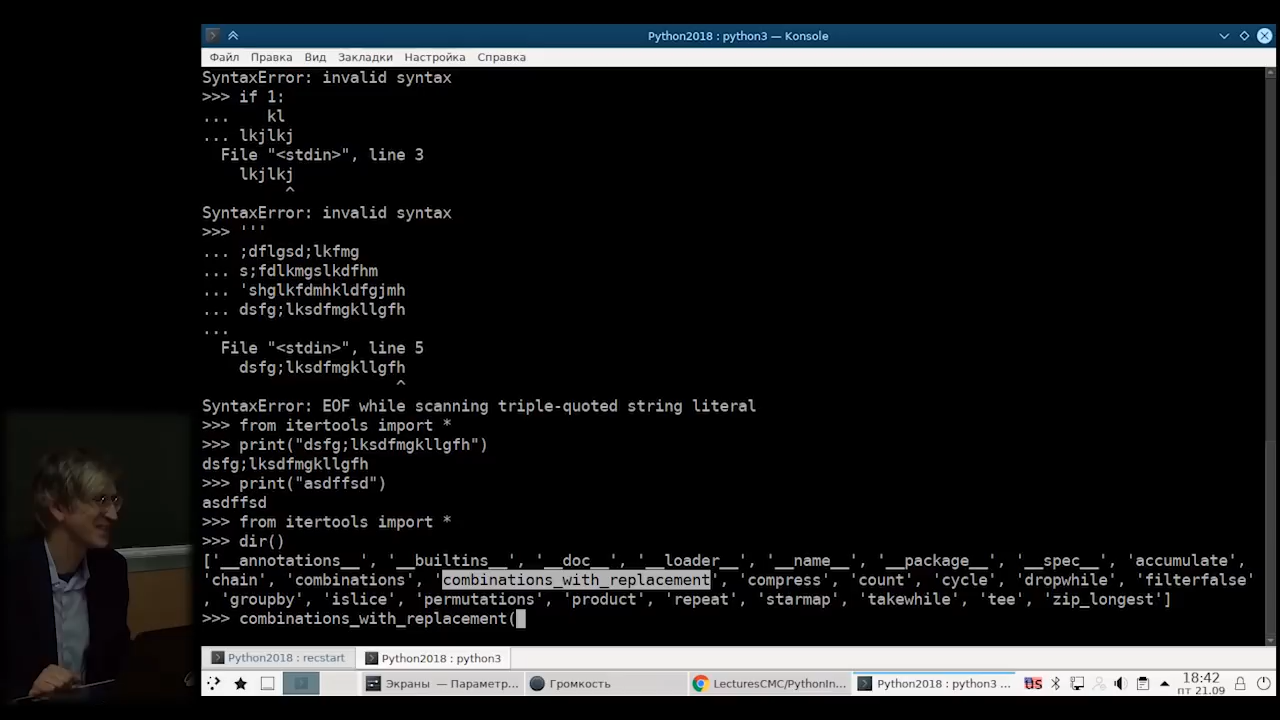 Python2018 : python3 — Konsole
Файл Правка Вид Закладки Настройка Справка
SyntaxError: invalid syntax
>>> if 1:
...    kl
... lkjlkj
  File "<stdin>", line 3
    lkjlkj
         ^
SyntaxError: invalid syntax
>>> '''
... ;dflgsd;lkfmg
... s;fdlkmgslkdfhm
... 'shglkfdmhkldfgjmh
... dsfg;lksdfmgkllgfh
...
  File "<stdin>", line 5
    dsfg;lksdfmgkllgfh
                     ^
SyntaxError: EOF while scanning triple-quoted string literal
>>> from itertools import *
>>> print("dsfg;lksdfmgkllgfh")
dsfg;lksdfmgkllgfh
>>> print("asdffsd")
asdffsd
>>> from itertools import *
>>> dir()
['__annotations__', '__builtins__', '__doc__', '__loader__', '__name__', '__package__', '__spec__', 'accumulate',
'chain', 'combinations', 'combinations_with_replacement', 'compress', 'count', 'cycle', 'dropwhile', 'filterfalse'
, 'groupby', 'islice', 'permutations', 'product', 'repeat', 'starmap', 'takewhile', 'tee', 'zip_longest']
>>> combinations_with_replacement(
Python2018 : recstart Python2018 : python3
Экраны — Параметр... Громкость LecturesCMC/PythonIn... Python2018 : python3 ... US 18:42
пт 21.09